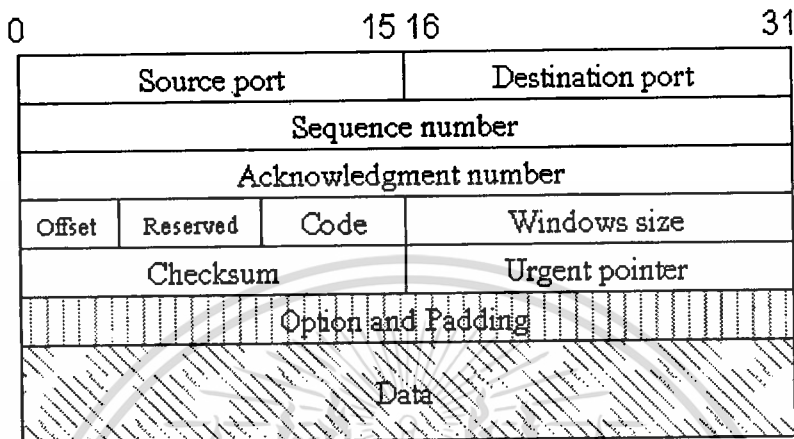 0 15 16 31
Source port Destination port
Sequence number
Acknowledgment number
Offset Reserved Code Windows size
Checksum Urgent pointer
Option and Padding
Data